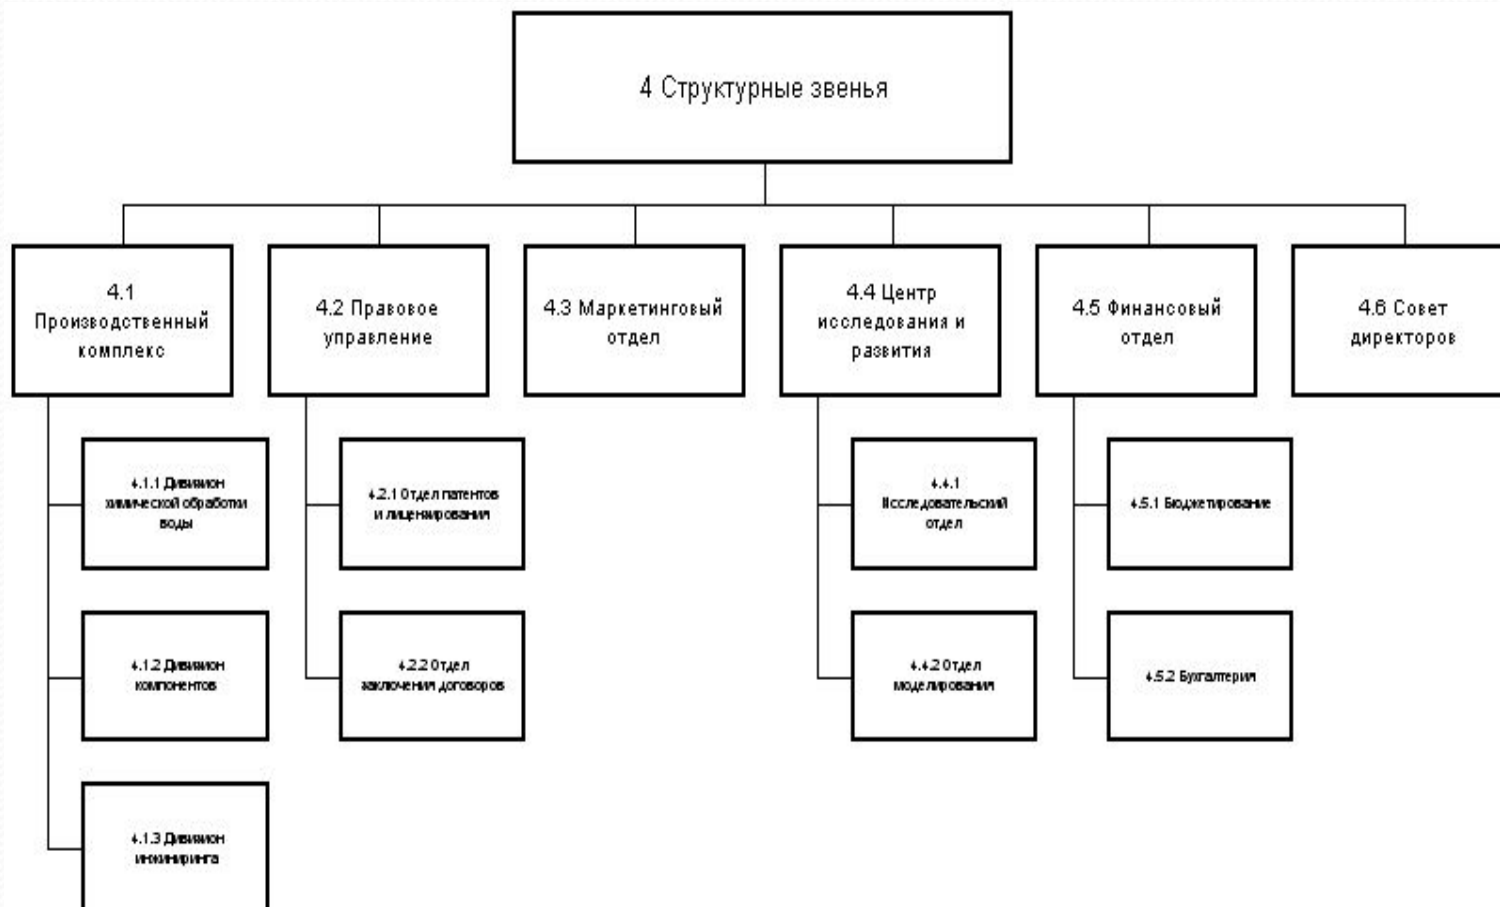 4 Структурные звенья
4.1
Производственный
комплекс
4.2 Правовое
управление
4.3 Маркетинговый
отдел
4.4 Центр
исследования и
развития
4.5 Финансовый
отдел
4.6 Совет
директоров
4.1.1 Дивизион
химической обработки
воды
4.2.1 Отдел патентов
и лицензирования
4.4.1
Исследовательский
отдел
4.5.1 Бюджетирование
4.1.2 Дивизион
компонентов
4.2.2 Отдел
заключения договоров
4.4.2 Отдел
моделирования
4.5.2 Бухгалтерия
4.1.3 Дивизион
инжиниринга